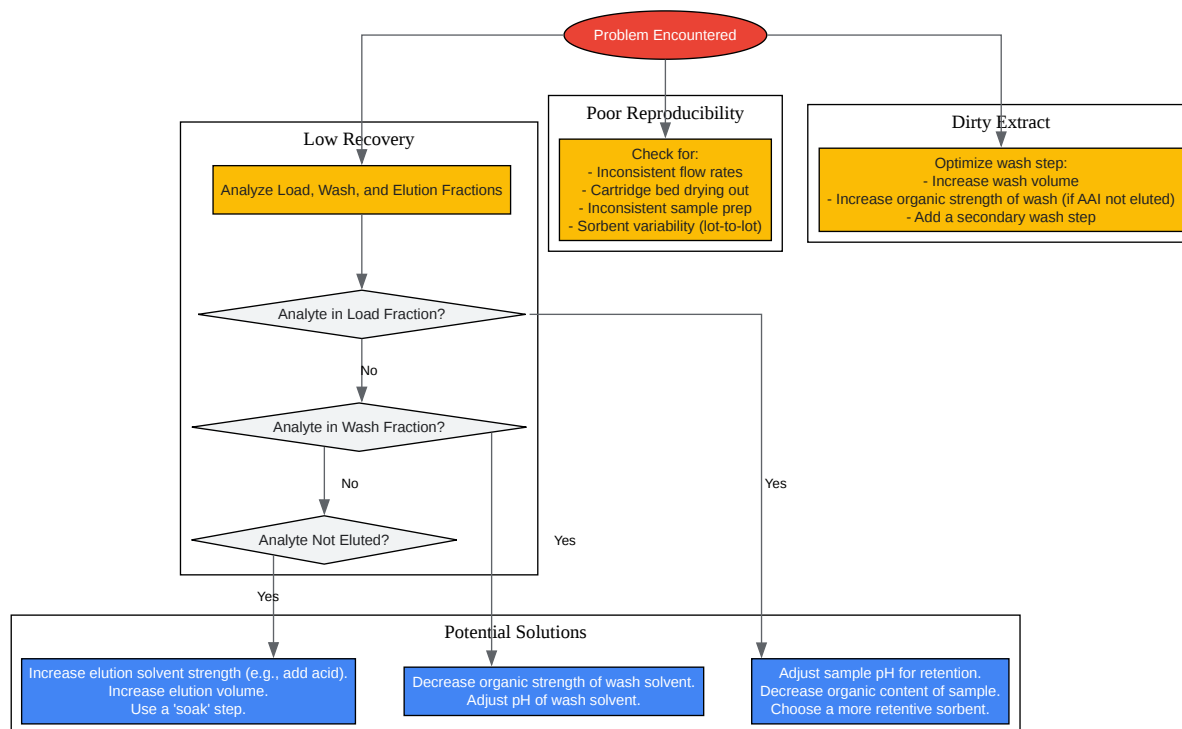 Problem Encountered
Poor Reproducibility
Check for:
- Inconsistent flow rates
- Cartridge bed drying out
- Inconsistent sample prep
- Sorbent variability (lot-to-lot)
Dirty Extract
Optimize wash step:
- Increase wash volume
- Increase organic strength of wash (if AAI not eluted)
- Add a secondary wash step
Low Recovery
Analyze Load, Wash, and Elution Fractions
Analyte in Load Fraction?
No
Analyte in Wash Fraction?
No
Yes
Analyte Not Eluted?
Yes
Yes
Potential Solutions
Increase elution solvent strength (e.g., add acid).
Increase elution volume.
Use a 'soak' step.
Decrease organic strength of wash solvent.
Adjust pH of wash solvent.
Adjust sample pH for retention.
Decrease organic content of sample.
Choose a more retentive sorbent.